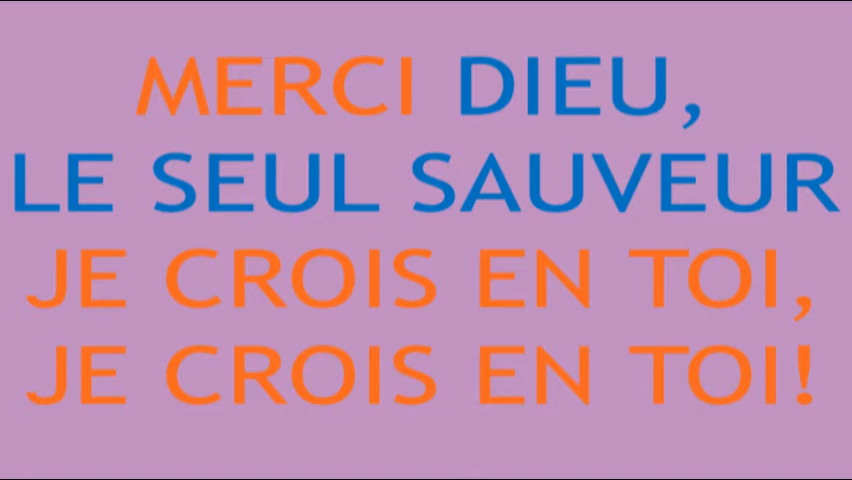 MERCI DIEU,
LE SEUL SAUVEUR
JE CROIS EN TOI,
JE CROIS EN TOI!